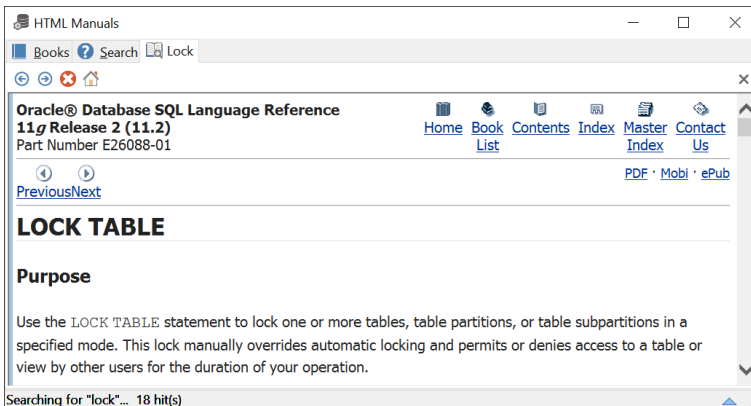 HTML Manuals
Books Search Lock
Oracle® Database SQL Language Reference
11g Release 2 (11.2)
Part Number E26088-01
Home Book List Contents Index Master Index Contact Us
PreviousNext
PDF · Mobi · ePub
LOCK TABLE
Purpose
Use the LOCK TABLE statement to lock one or more tables, table partitions, or table subpartitions in a
specified mode. This lock manually overrides automatic locking and permits or denies access to a table or
view by other users for the duration of your operation.
Searching for "lock"... 18 hit(s)